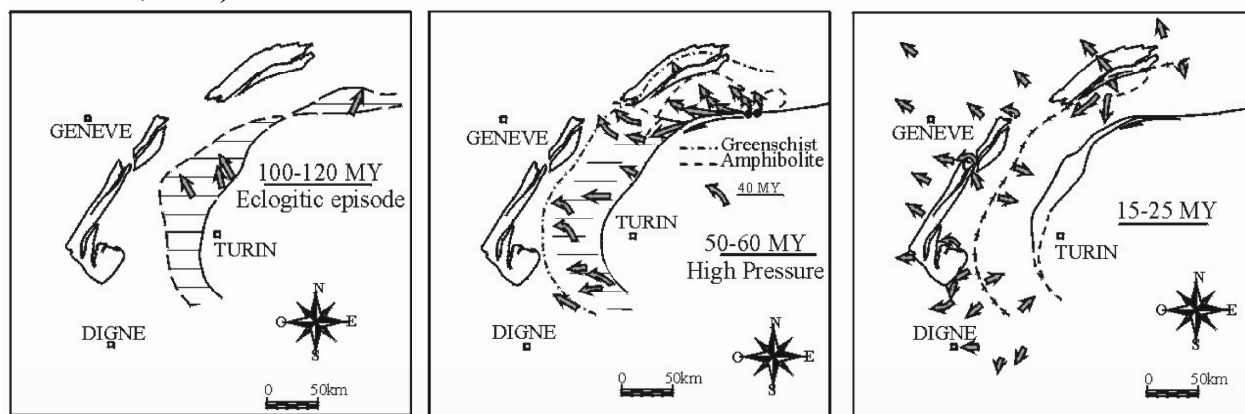 GENEVE
100-120 MY
Eclogitic episode
TURIN
DIGNE
N
O
E
S
0 50km
GENEVE
Greenschist
Amphibolite
40 MY
TURIN
50-60 MY
High Pressure
DIGNE
N
O
E
S
0 50km
GENEVE
TURIN
15-25 MY
DIGNE
N
O
E
S
0 50km